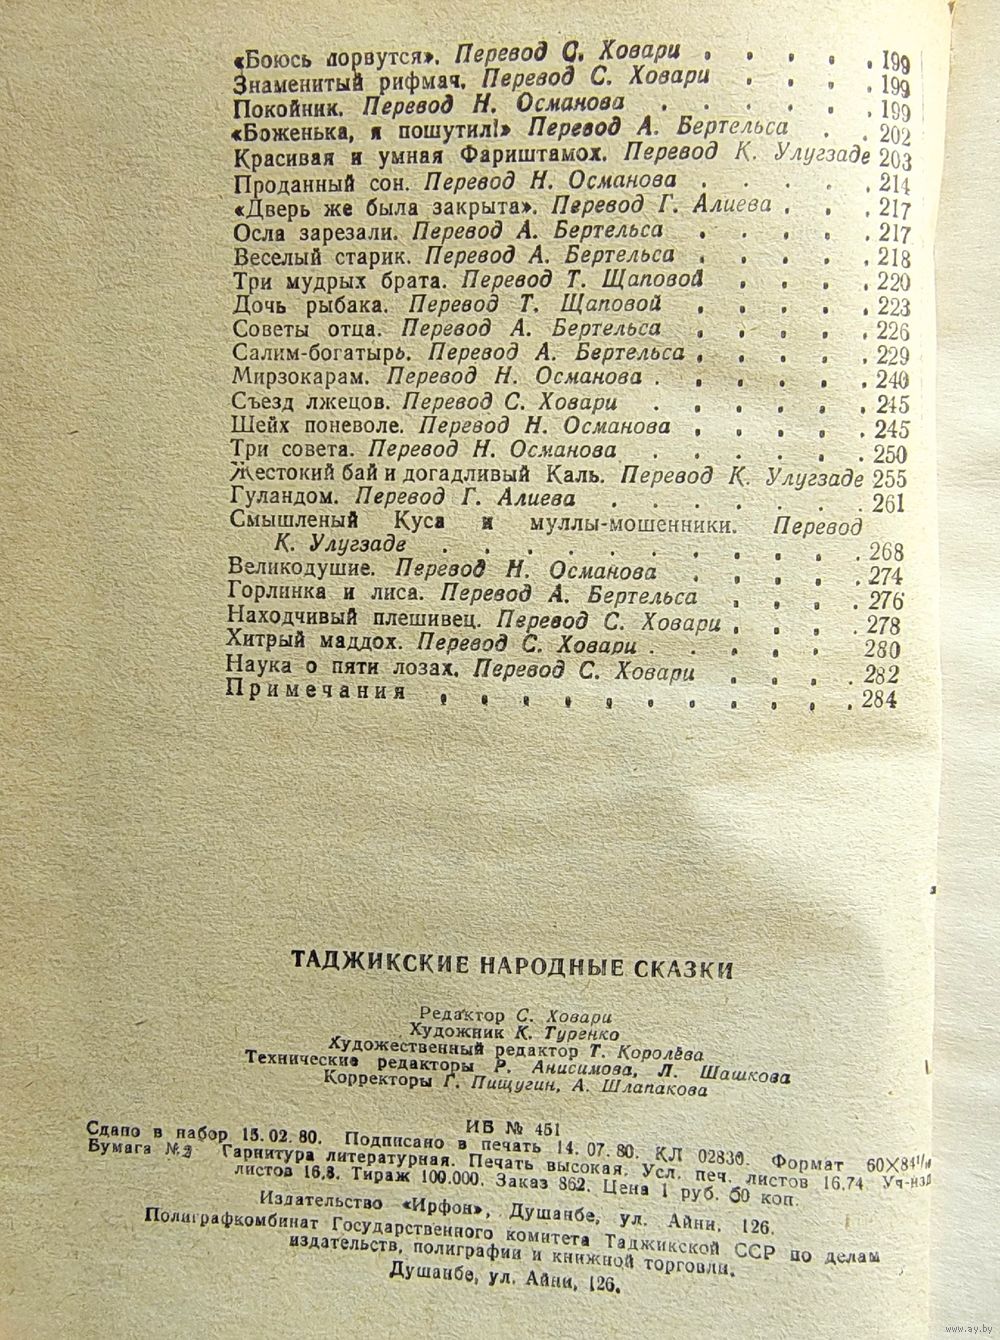 «Боюсь порвутся». Перевод С. Ховари . . . . . 199
Знаменитый рифмач. Перевод С. Ховари . . . . 199
Покойник. Перевод Н. Османова . . . . . . 199
«Боженька, я пошутил!» Перевод А. Бертельса . . 202
Красивая и умная Фариштамох. Перевод К. Улугзаде 203
Проданный сон. Перевод Н. Османова . . . . . 214
«Дверь же была закрыта». Перевод Г. Алиева . . . 217
Осла зарезали. Перевод А. Бертельса . . . . . 217
Веселый старик. Перевод А. Бертельса . . . . . 218
Три мудрых брата. Перевод Т. Щаповой . . . . 220
Дочь рыбака. Перевод Т. Щаповой . . . . . 223
Советы отца. Перевод А. Бертельса . . . . . 226
Салим-богатырь. Перевод А. Бертельса . . . . . 229
Мирзокарам. Перевод Н. Османова . . . . . . 240
Съезд лжецов. Перевод С. Ховари . . . . . . 245
Шейх поневоле. Перевод Н. Османова . . . . . 245
Три совета. Перевод Н. Османова . . . . . . 250
Жестокий бай и догадливый Каль. Перевод К. Улугзаде 255
Гуландом. Перевод Г. Алиева . . . . . . . 261
Смышленый Куса и муллы-мошенники. Перевод
К. Улугзаде . . . . . . . . . . . 268
Великодушие. Перевод Н. Османова . . . . . 274
Горлинка и лиса. Перевод А. Бертельса . . . . 276
Находчивый плешивец. Перевод С. Ховари . . . . 278
Хитрый маддох. Перевод С. Ховари . . . . . 280
Наука о пяти лозах. Перевод С. Ховари . . . . 282
Примечания . . . . . . . . . . . 284
ТАДЖИКСКИЕ НАРОДНЫЕ СКАЗКИ
Редактор С. Ховари
Художник К. Туренко
Художественный редактор Т. Королёва
Технические редакторы Р. Анисимова, Л. Шашкова
Корректоры Г. Пищугин, А. Шлапакова
ИВ № 451
Сдано в набор 15.02.80. Подписано в печать 14.07.80. КЛ 02830. Формат 60X84 1/16
Бумага №2 Гарнитура литературная. Печать высокая. Усл. печ. листов 16,74 Уч-изд
листов 16,8. Тираж 100.000. Заказ 862. Цена 1 руб. 50 коп.
Издательство «Ирфон», Душанбе, ул. Айни, 126.
Полиграфкомбинат Государственного комитета Таджикской ССР по делам
издательств, полиграфии и книжной торговли.
Душанбе, ул. Айни, 126.
www.ay.by